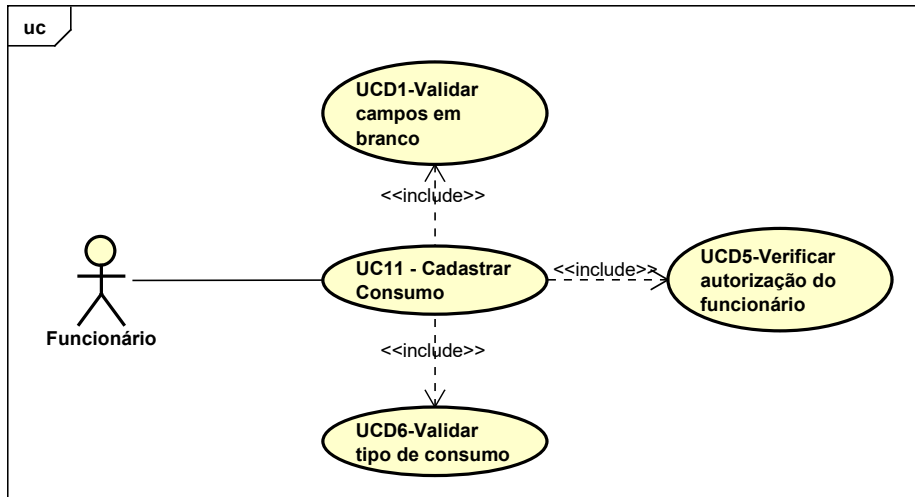 uc
UCD1-Validar
campos em
branco
<<include>>
UC11 - Cadastrar
Consumo
<<include>>
UCD5-Verificar
autorização do
funcionário
Funcionário
<<include>>
UCD6-Validar
tipo de consumo